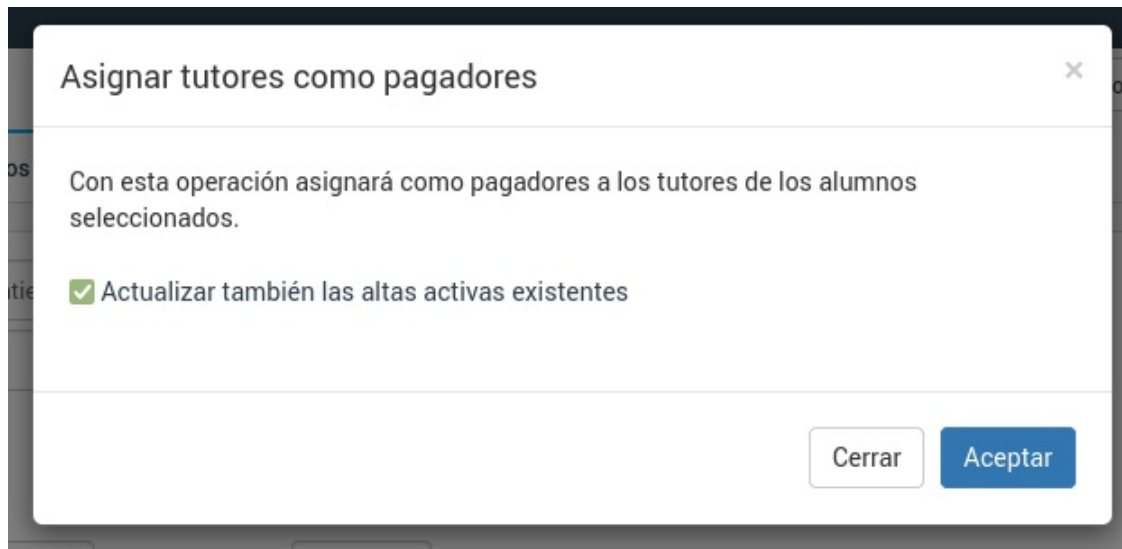 Asignar tutores como pagadores
×
os
Con esta operación asignará como pagadores a los tutores de los alumnos
seleccionados.
Actualizar también las altas activas existentes
Cerrar
Aceptar